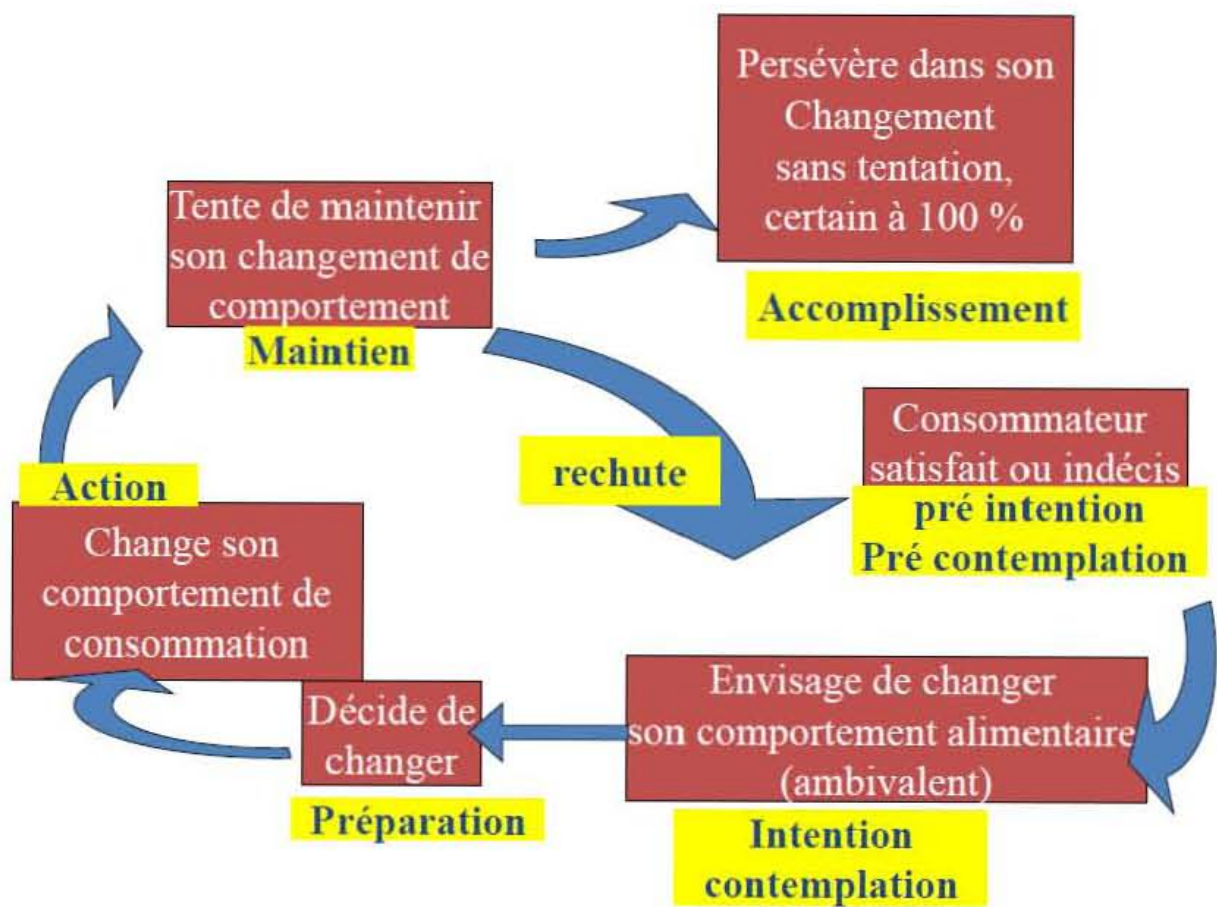 Persévère dans son
Changement
sans tentation,
certain à 100 %
Accomplissement
Tente de maintenir
son changement de
comportement
Maintien
rechute
Consommateur
satisfait ou indécis
pré intention
Pré contemplation
Action
Change son
comportement de
consommation
Décide de
changer
Préparation
Envisage de changer
son comportement alimentaire
(ambivalent)
Intention
contemplation